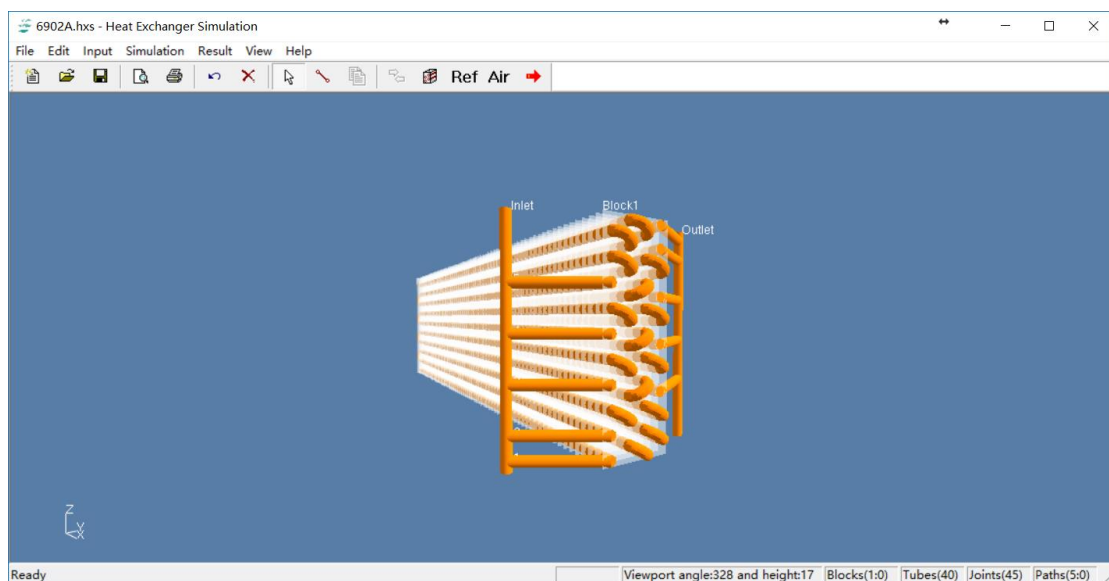 6902A.hxs - Heat Exchanger Simulation
File Edit Input Simulation Result View Help
Ref Air
Inlet
Block1
Outlet
Z
Y
X
Ready
Viewport angle:328 and height:17 Blocks(1:0) Tubes(40) Joints(45) Paths(5:0)